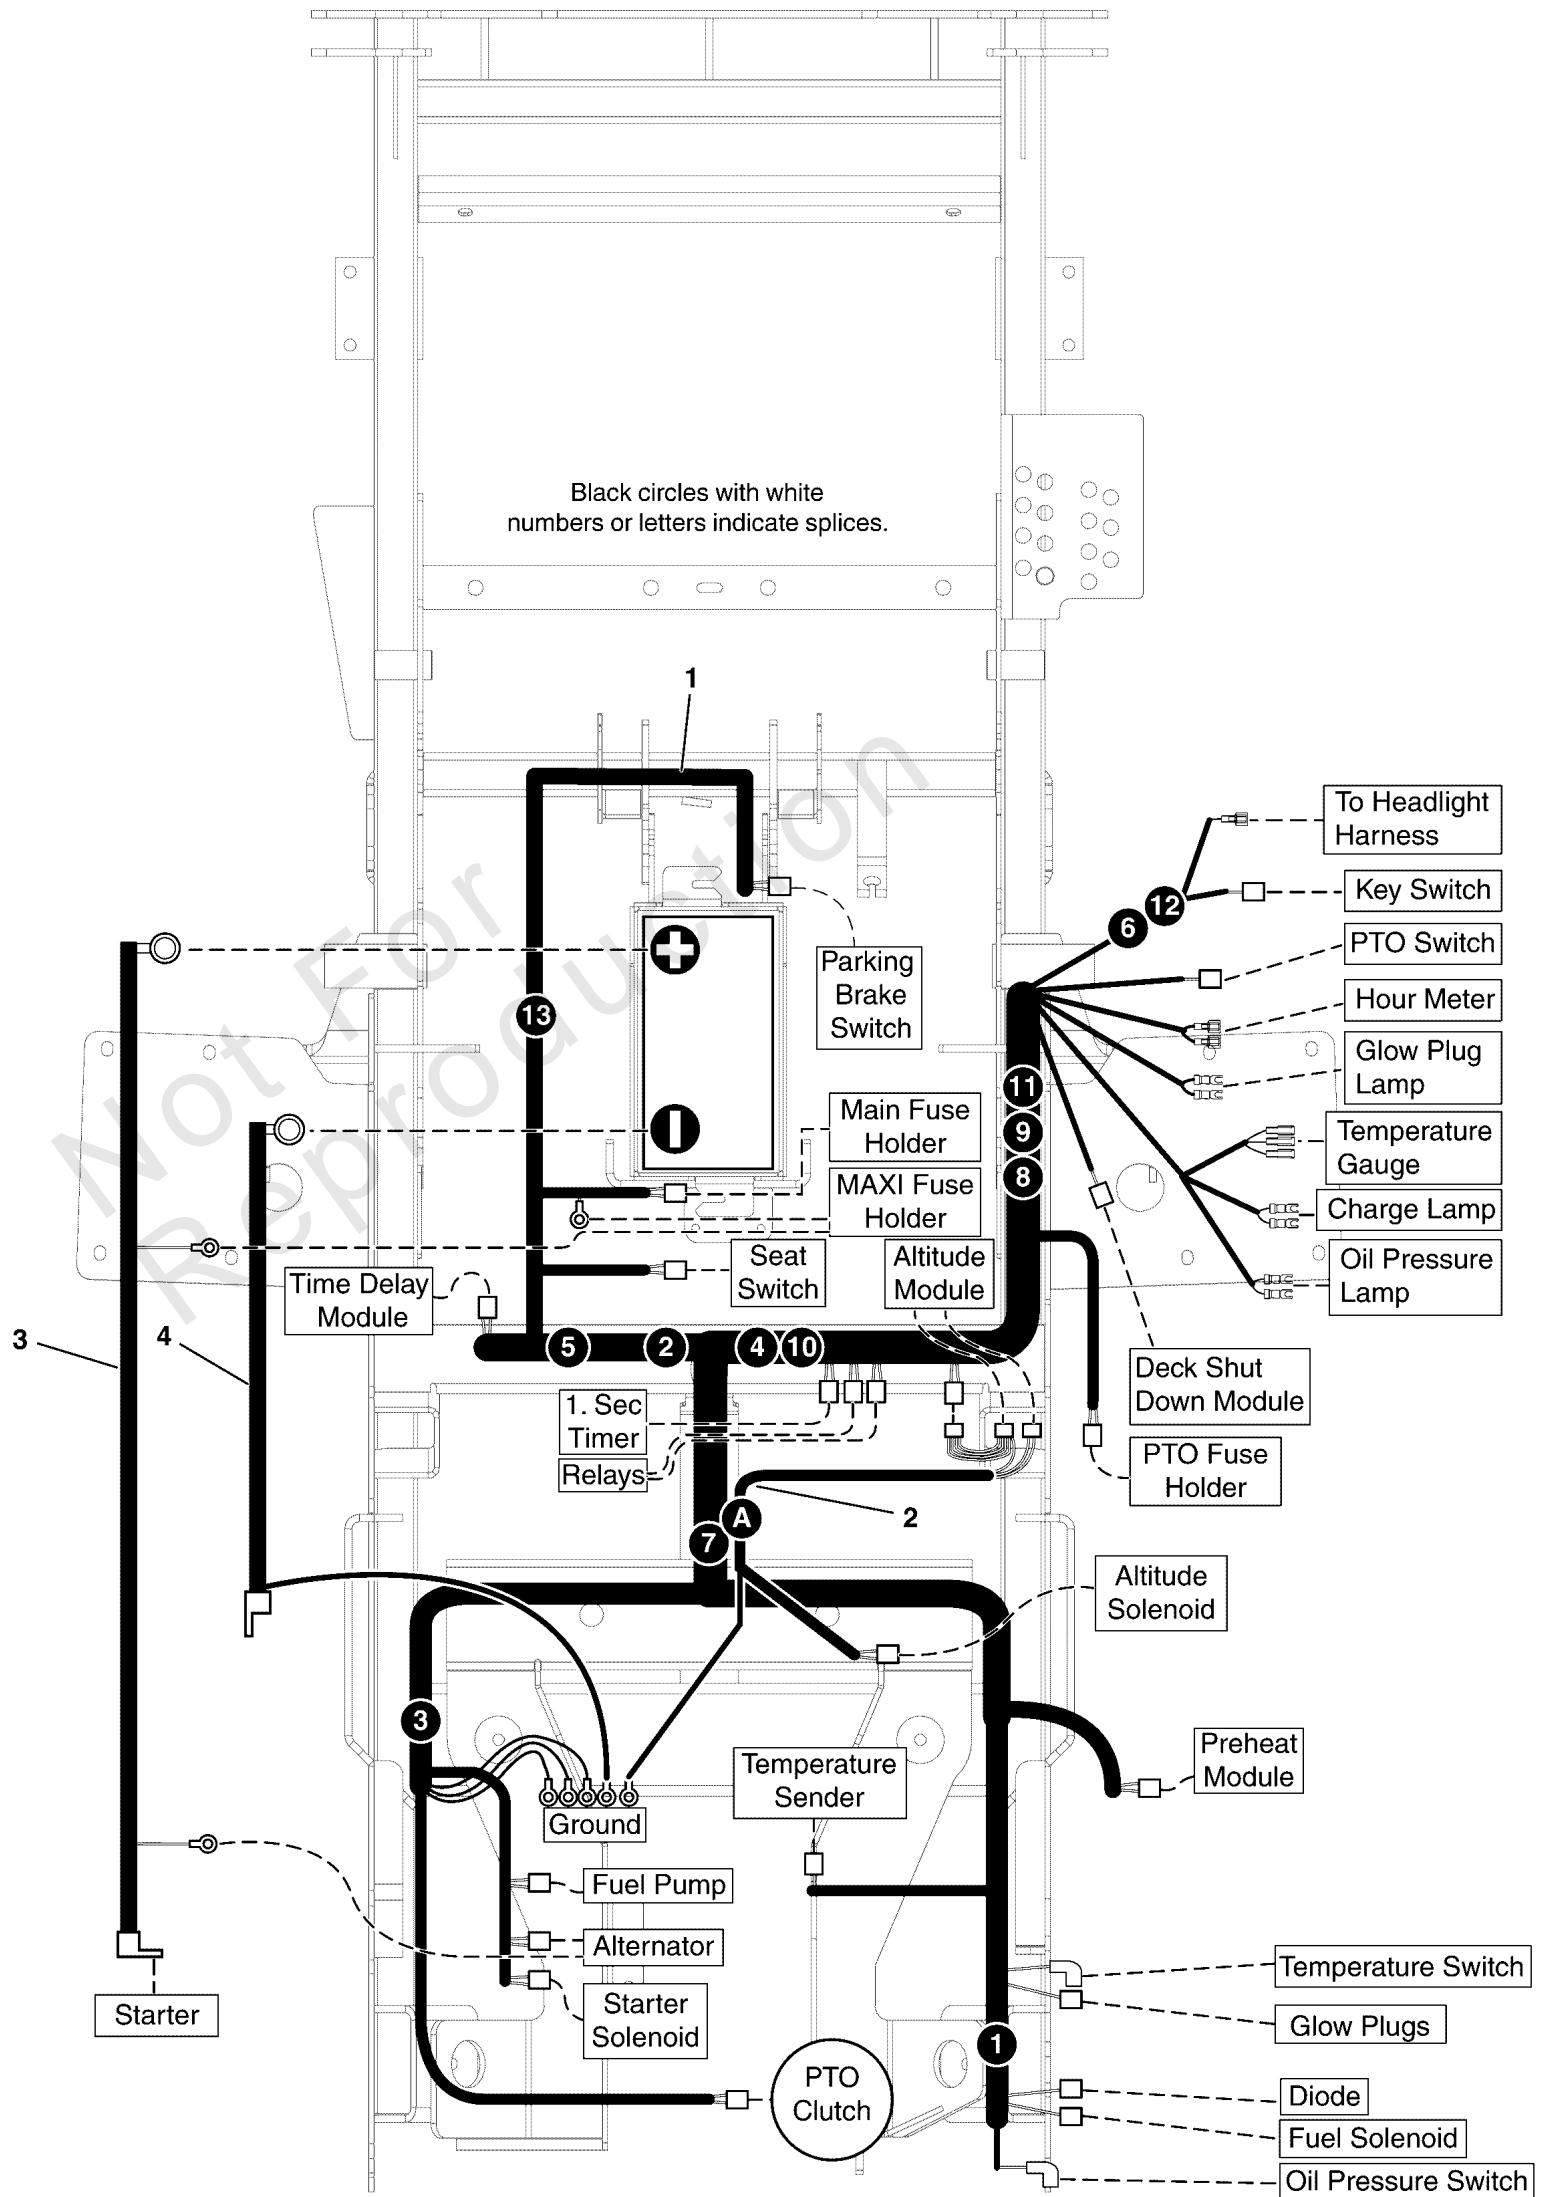 Black circles with white
numbers or letters indicate splices.
1
To Headlight
Harness
Key Switch
12
6
PTO Switch
Parking
Brake
Switch
Hour Meter
13
Glow Plug
Lamp
11
Main Fuse
Holder
9
Temperature
Gauge
8
MAXI Fuse
Holder
Charge Lamp
Seat
Switch
Altitude
Module
Oil Pressure
Lamp
Time Delay
Module
3
4
5
2
4
10
Deck Shut
Down Module
1. Sec
Timer
Relays
PTO Fuse
Holder
2
A
7
Altitude
Solenoid
3
Preheat
Module
Temperature
Sender
Ground
Fuel Pump
Alternator
Temperature Switch
Starter
Starter
Solenoid
Glow Plugs
1
PTO
Clutch
Diode
Fuel Solenoid
Oil Pressure Switch
Not For
Reproduction